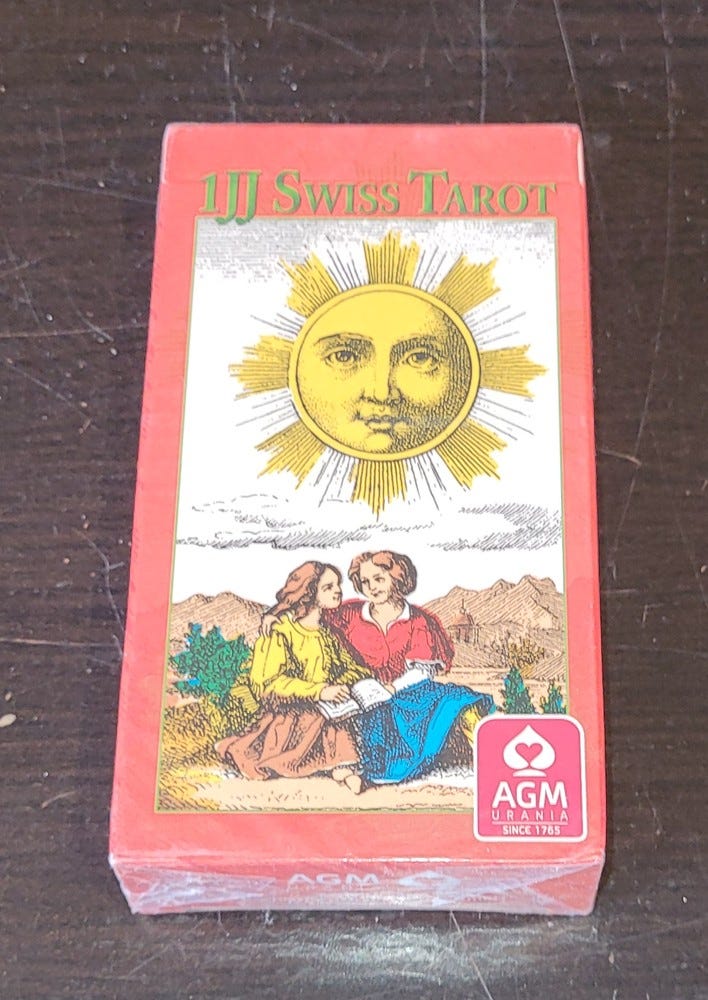 1JJ Swiss Tarot
AGM
URANIA
SINCE 1765
AGM